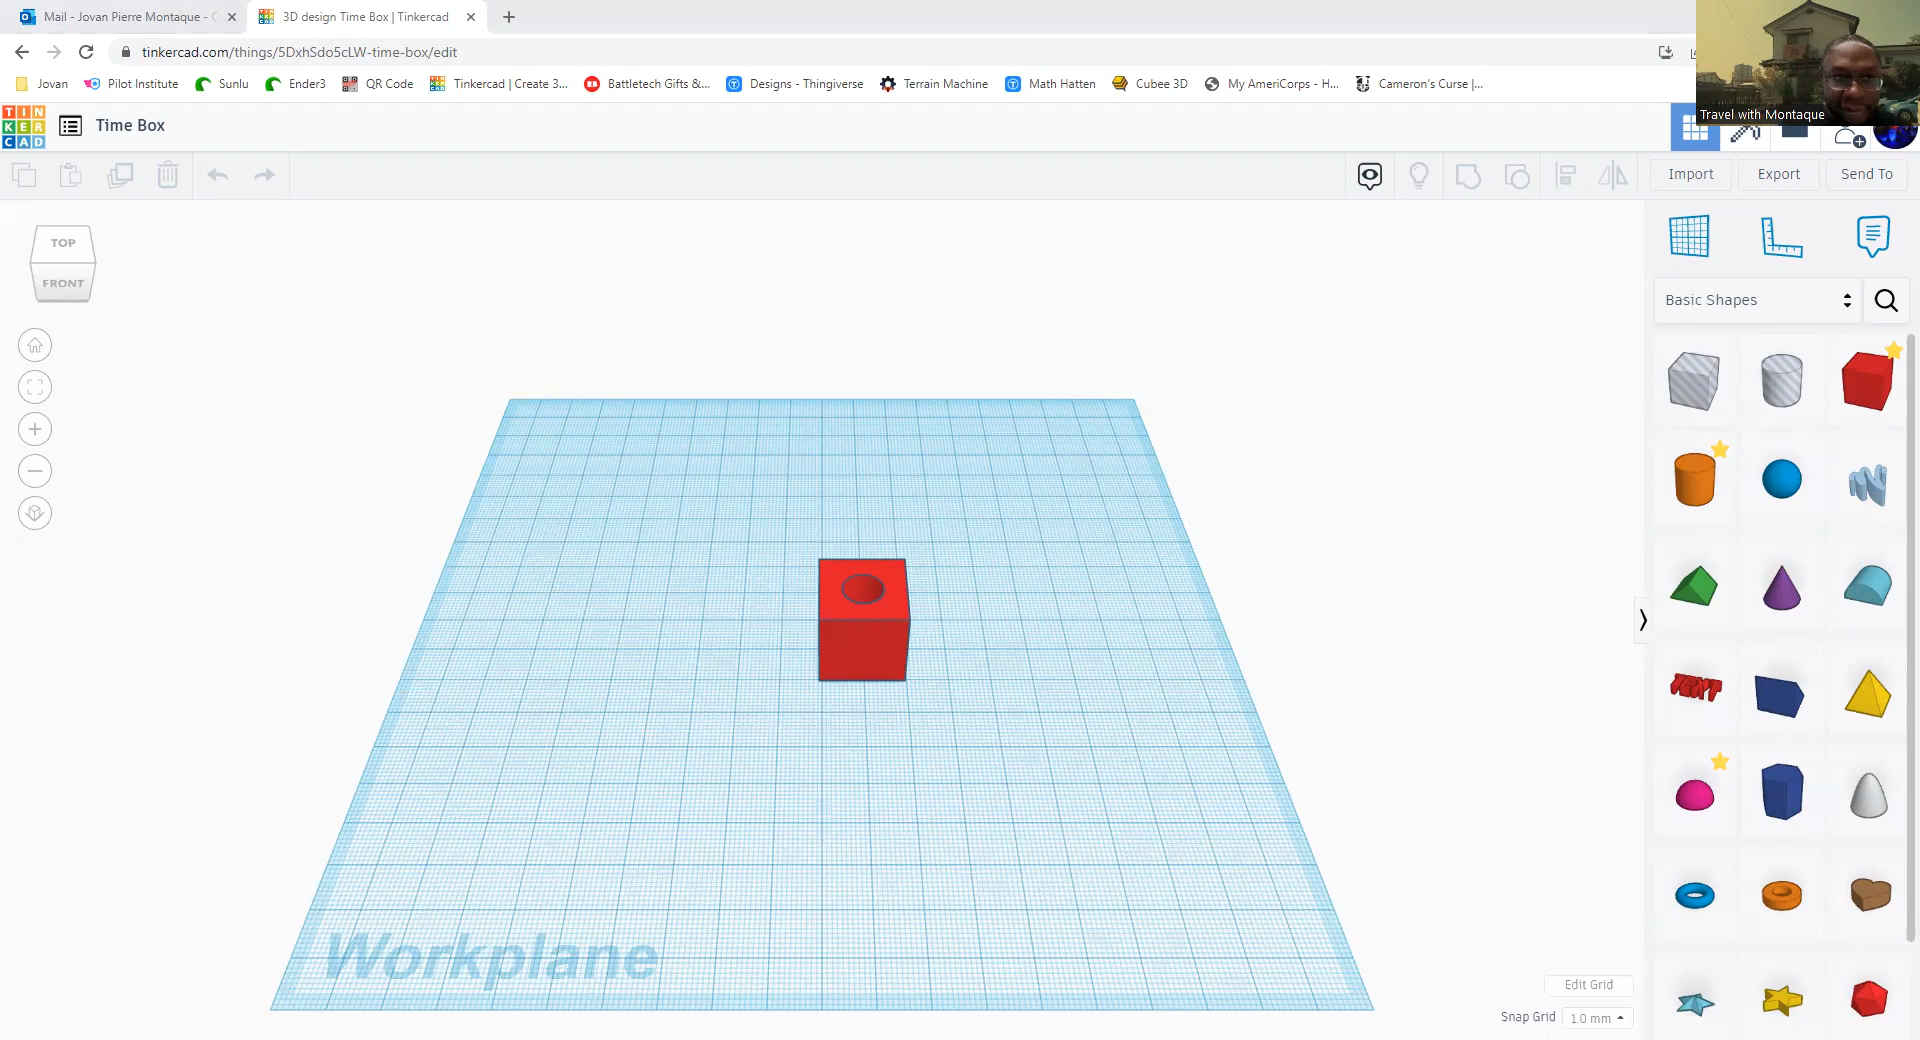 Mail - Jovan Pierre Montaque -
3D design Time Box | Tinkercad
tinkercad.com/things/5DxhSdo5cLW-time-box/edit
Jovan
Pilot Institute
Sunlu
Ender3
QR Code
Tinkercad | Create 3...
Battletech Gifts &...
Designs - Thingiverse
Terrain Machine
Math Hatten
Cubee 3D
My AmeriCorps - H...
Cameron's Curse |...
Travel with Montaque
TIN
KER
CAD
Time Box
Import
Export
Send To
TOP
FRONT
Basic Shapes
TEXT
Workplane
Edit Grid
Snap Grid
1.0 mm